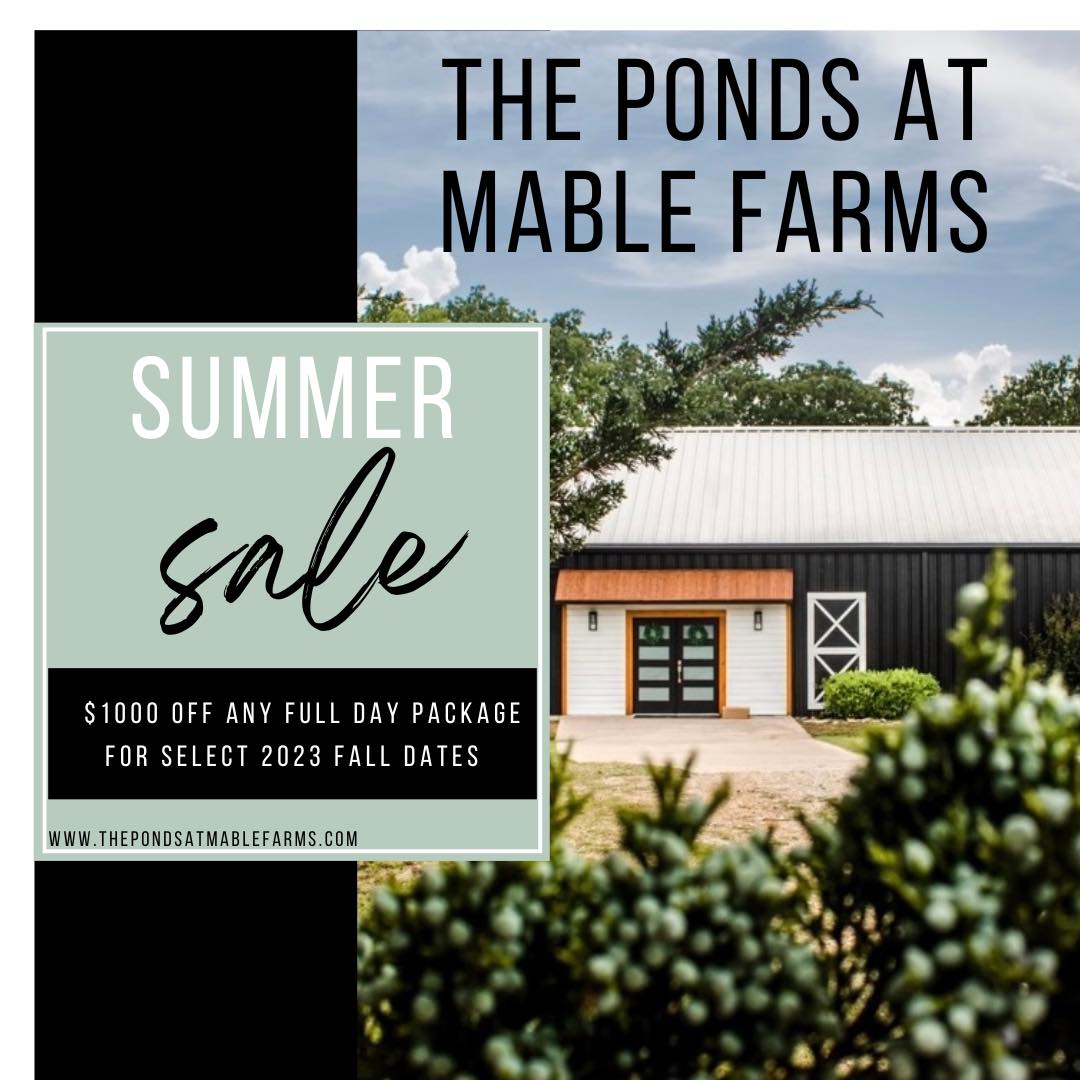 THE PONDS AT
MABLE FARMS
SUMMER
sale
$1000 OFF ANY FULL DAY PACKAGE
FOR SELECT 2023 FALL DATES
WWW.THEPONDSATMABLEFARMS.COM